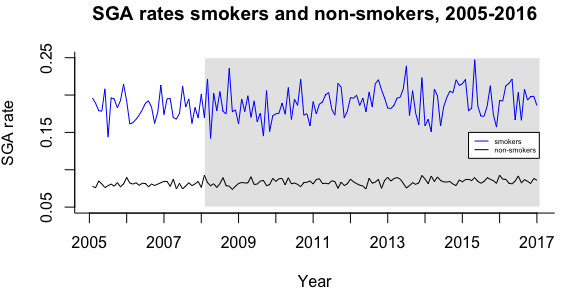 SGA rates smokers and non-smokers, 2005-2016
SGA rate
0.25
0.15
0.05
smokers
non-smokers
2005 2007 2009 2011 2013 2015 2017
Year